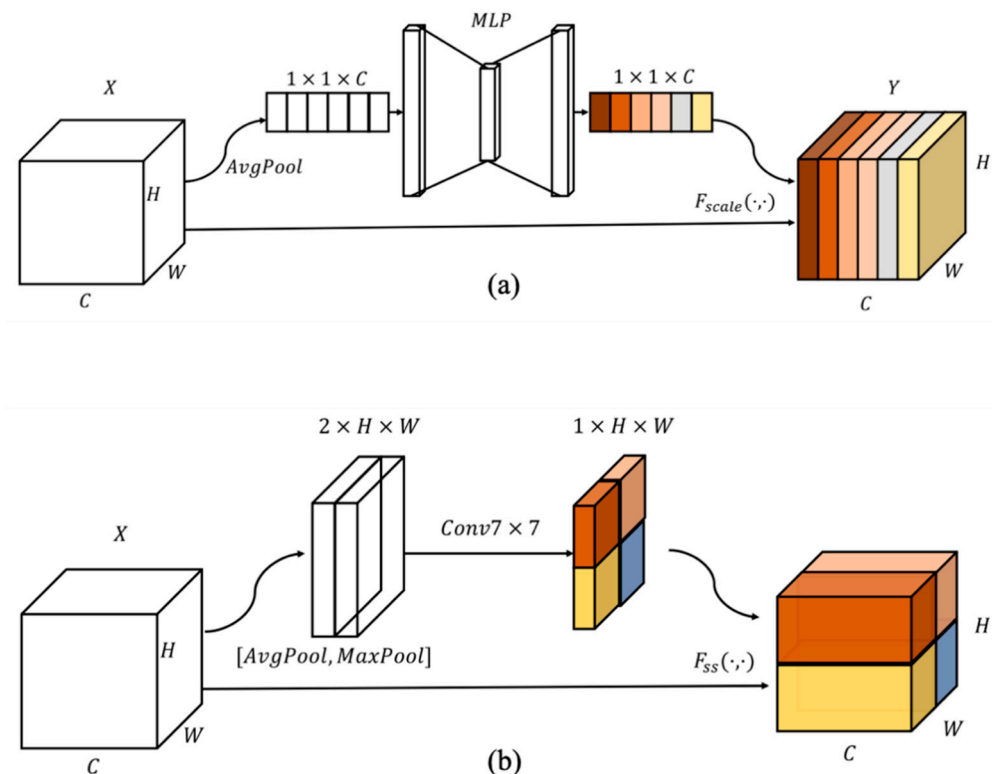 MLP
X
1 × 1 × C
1 × 1 × C
Y
AvgPool
H
F_scale(·,·)
H
W
W
C
C
(a)
2 × H × W
1 × H × W
X
Conv7 × 7
H
[AvgPool, MaxPool]
F_ss(·,·)
H
W
W
C
C
(b)